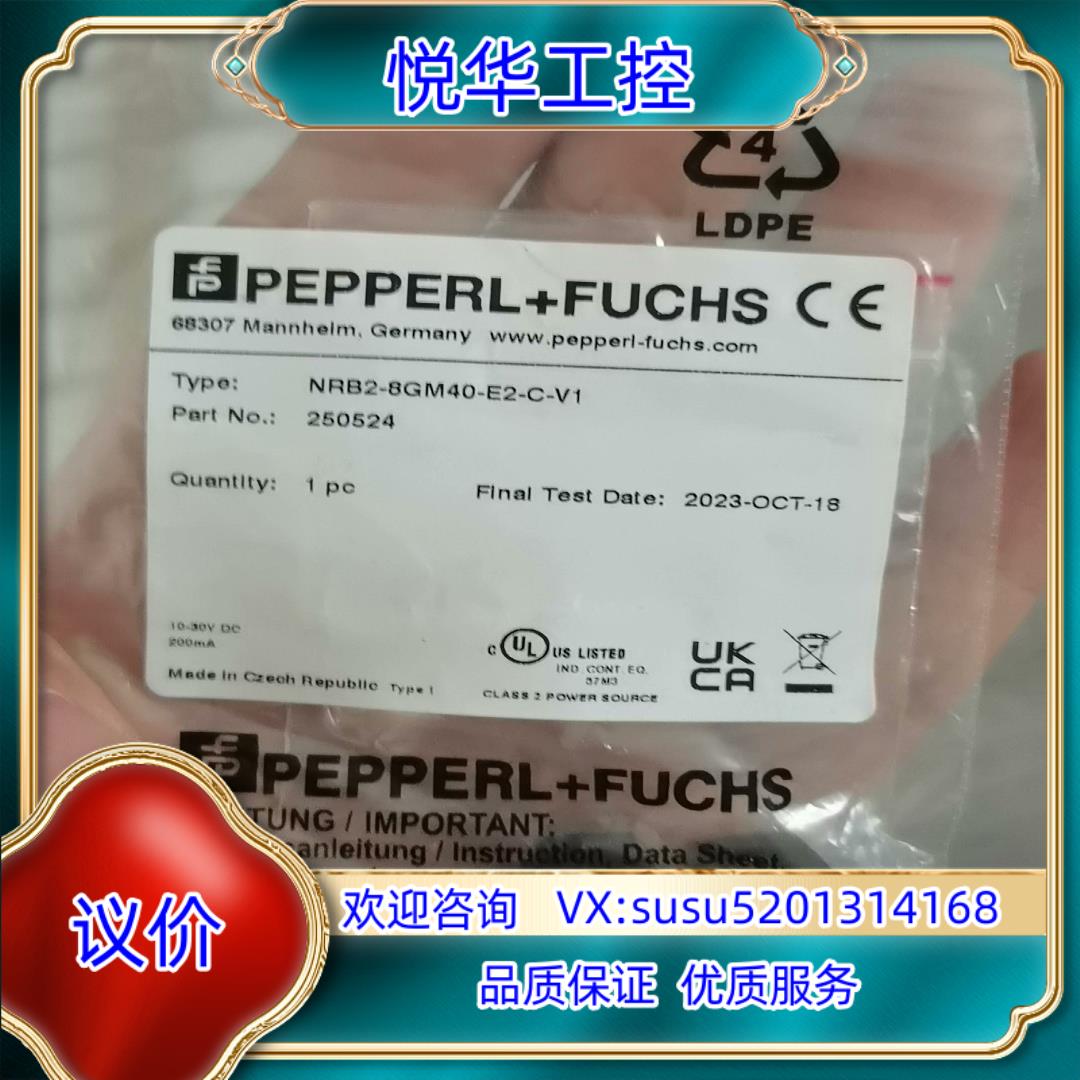 悦华工控
4
LDPE
PEPPERL+FUCHS CE
68307 Mannheim, Germany www.pepperl-fuchs.com
Type: NRB2-8GM40-E2-C-V1
Part No.: 250524
Quantity: 1 pc
Final Test Date: 2023-OCT-18
10-30V DC
200mA
Made in Czech Republic Type 1
C UL US LISTED
IND. CONT. EQ.
57M3
CLASS 2 POWER SOURCE
UK
CA
PEPPERL+FUCHS
TUNG / IMPORTANT:
anleitung / Instruction, Data Sheet
议价
欢迎咨询 VX:susu5201314168
品质保证 优质服务